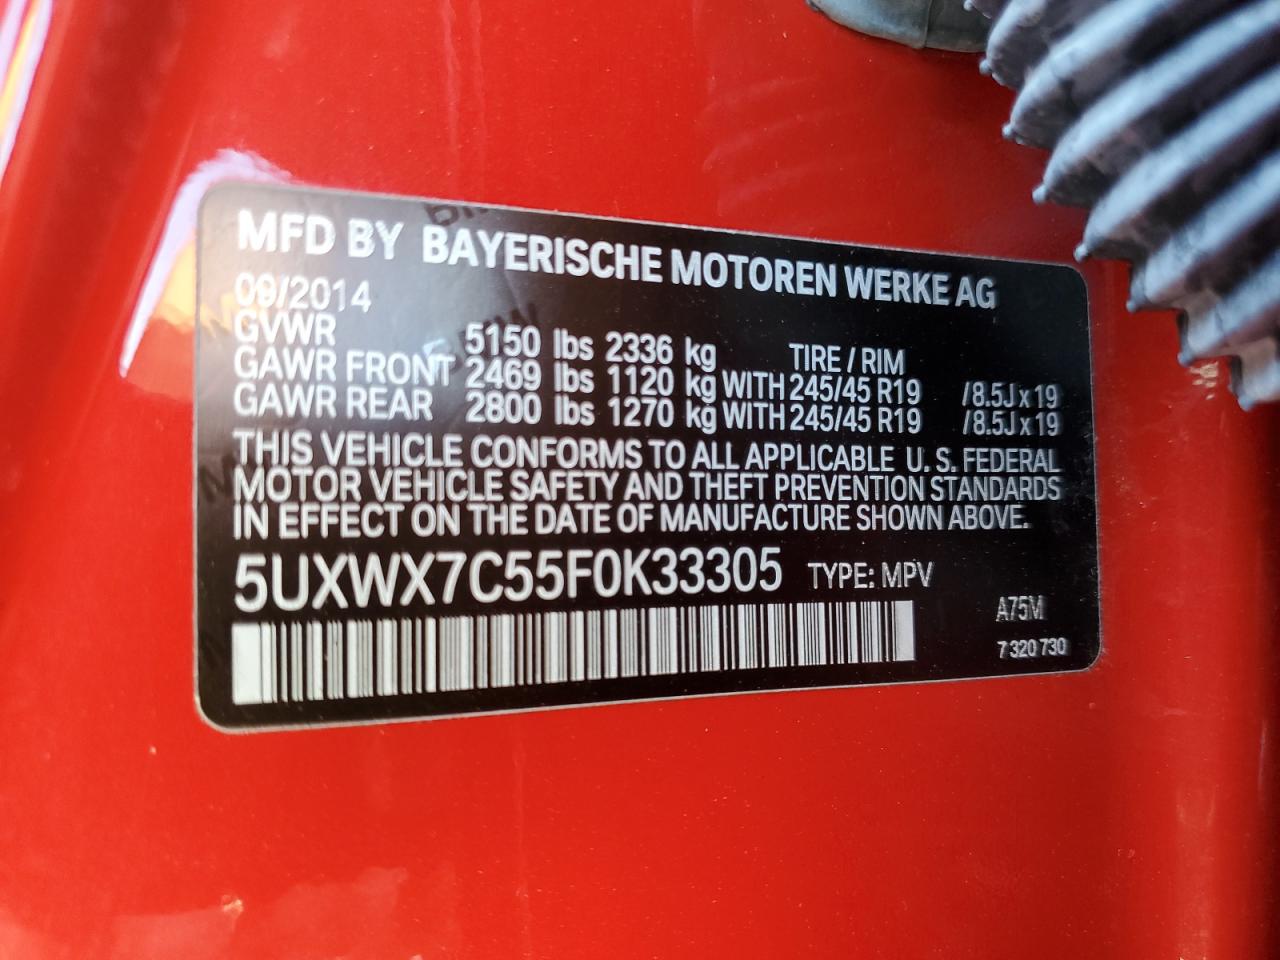 MFD BY BAYERISCHE MOTOREN WERKE AG
09/2014
GVWR 5150 lbs 2336 kg TIRE / RIM
GAWR FRONT 2469 lbs 1120 kg WITH 245/45 R19 /8.5J x 19
GAWR REAR 2800 lbs 1270 kg WITH 245/45 R19 /8.5J x 19
THIS VEHICLE CONFORMS TO ALL APPLICABLE U. S. FEDERAL
MOTOR VEHICLE SAFETY AND THEFT PREVENTION STANDARDS
IN EFFECT ON THE DATE OF MANUFACTURE SHOWN ABOVE.
5UXWX7C55F0K33305 TYPE: MPV
A75M
7 320 730